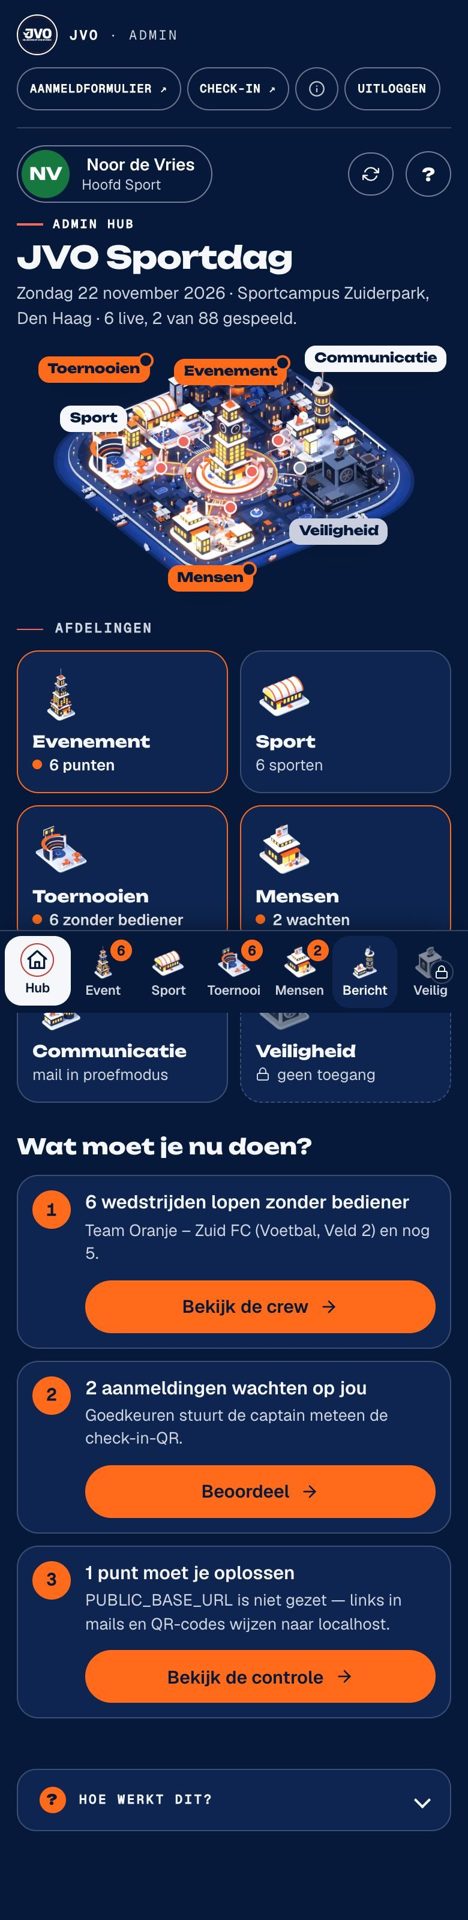 JVO
JVO · ADMIN
AANMELDFORMULIER ↗
CHECK-IN ↗
UITLOGGEN
NV
Noor de Vries
Hoofd Sport
?
ADMIN HUB
JVO Sportdag
Zondag 22 november 2026 · Sportcampus Zuiderpark,
Den Haag · 6 live, 2 van 88 gespeeld.
Communicatie
Toernooien
Evenement
Sport
Veiligheid
Mensen
AFDELINGEN
Evenement
6 punten
Sport
6 sporten
Toernooien
6 zonder bediener
Mensen
2 wachten
Hub
6
Event
Sport
6
Toernooi
2
Mensen
Bericht
Veilig
Communicatie
mail in proefmodus
Veiligheid
geen toegang
Wat moet je nu doen?
1
6 wedstrijden lopen zonder bediener
Team Oranje – Zuid FC (Voetbal, Veld 2) en nog
5.
Bekijk de crew →
2
2 aanmeldingen wachten op jou
Goedkeuren stuurt de captain meteen de
check-in-QR.
Beoordeel →
3
1 punt moet je oplossen
PUBLIC_BASE_URL is niet gezet — links in
mails en QR-codes wijzen naar localhost.
Bekijk de controle →
?
HOE WERKT DIT?